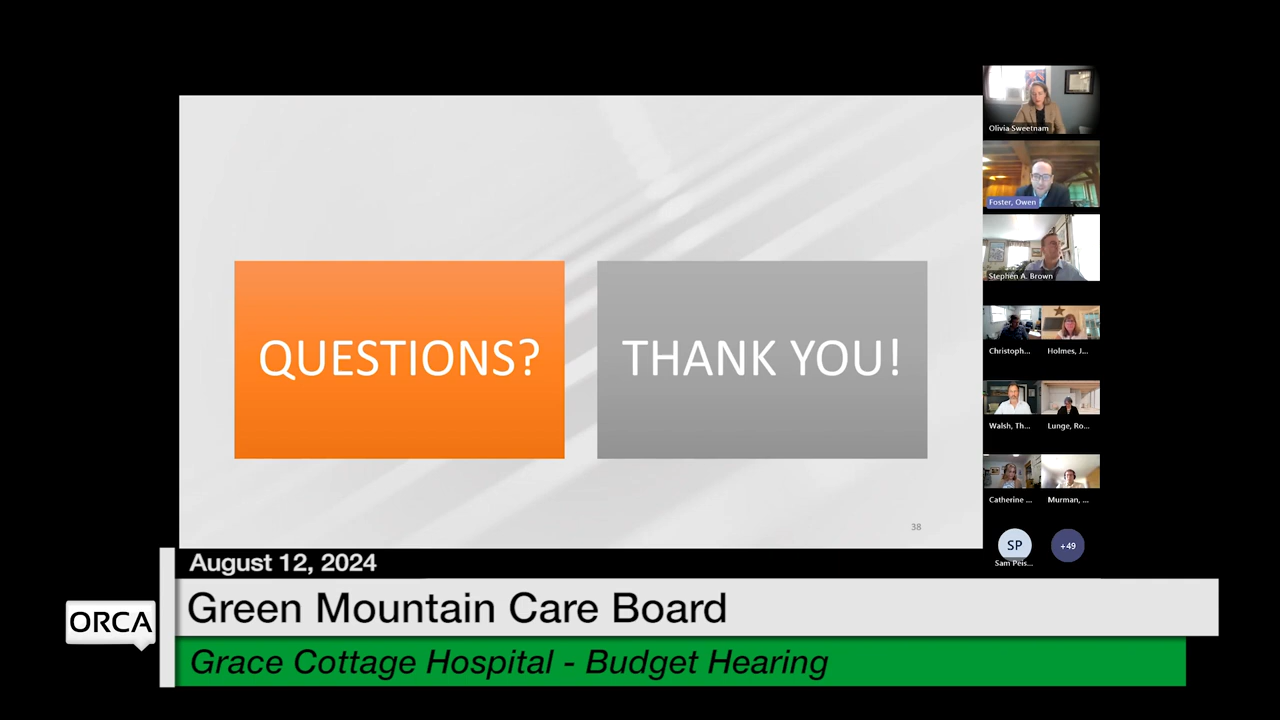 QUESTIONS?
THANK YOU!
38
Olivia Sweetnam
Foster, Owen
Stephen A. Brown
Christoph...
Holmes, J...
Walsh, Th...
Lunge, Ro...
Catherine ...
Murman, ...
SP
+49
Sam Peis...
August 12, 2024
ORCA
Green Mountain Care Board
Grace Cottage Hospital - Budget Hearing